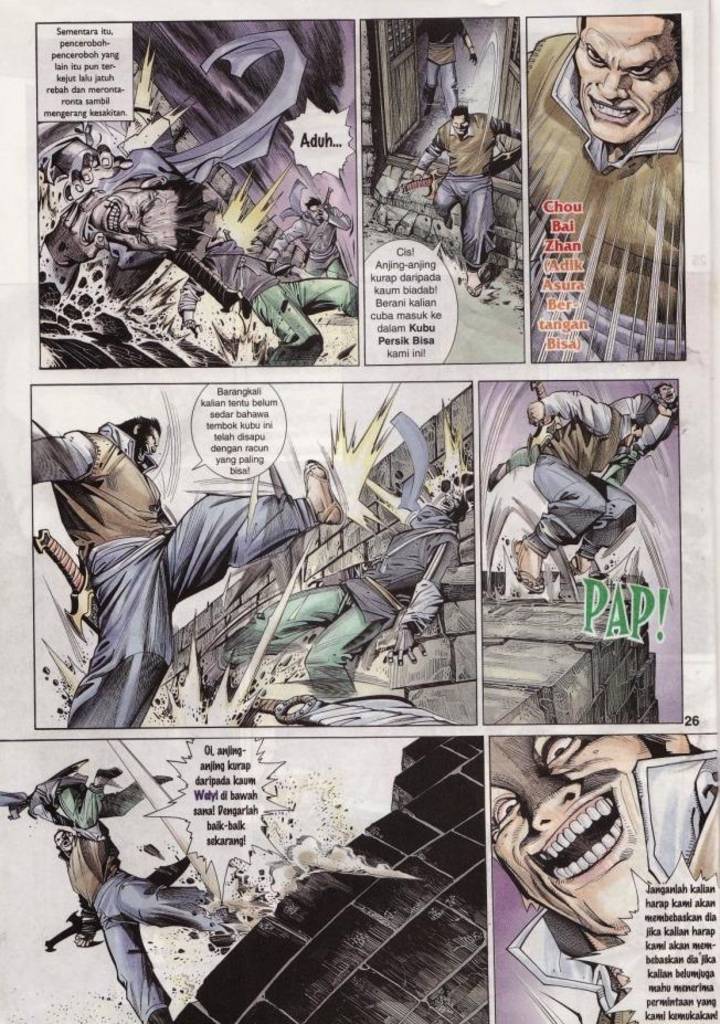 Sementara itu,
penceroboh-
penceroboh yang
lain itu pun ter-
kejut lalu jatuh
rebah dan meronta-
ronta sambil
mengerang kesakitan.
Aduh...
Cis!
Anjing-anjing
kurap daripada
kaum biadab!
Berani kalian
cuba masuk ke
dalam Kubu
Persik Bisa
kami ini!
Chou
Bai
Zhan
(Adik
Asura
Ber-
tangan
Bisa)
Barangkali
kalian tentu belum
sedar bahawa
tembok kubu ini
telah disapu
dengan racun
yang paling
bisa!
PAP!
26
Oi, anjing-
anjing kurap
daripada kaum
Walyl di bawah
sana! Dengarlah
baik-baik
sekarang!
Janganlah kalian
harap kami akan
membebaskan dia
jika kalian harap
kami akan mem-
bebaskan dia jika
kalian belumjuga
mahu menerima
permintaan yang
kami kemukakan!